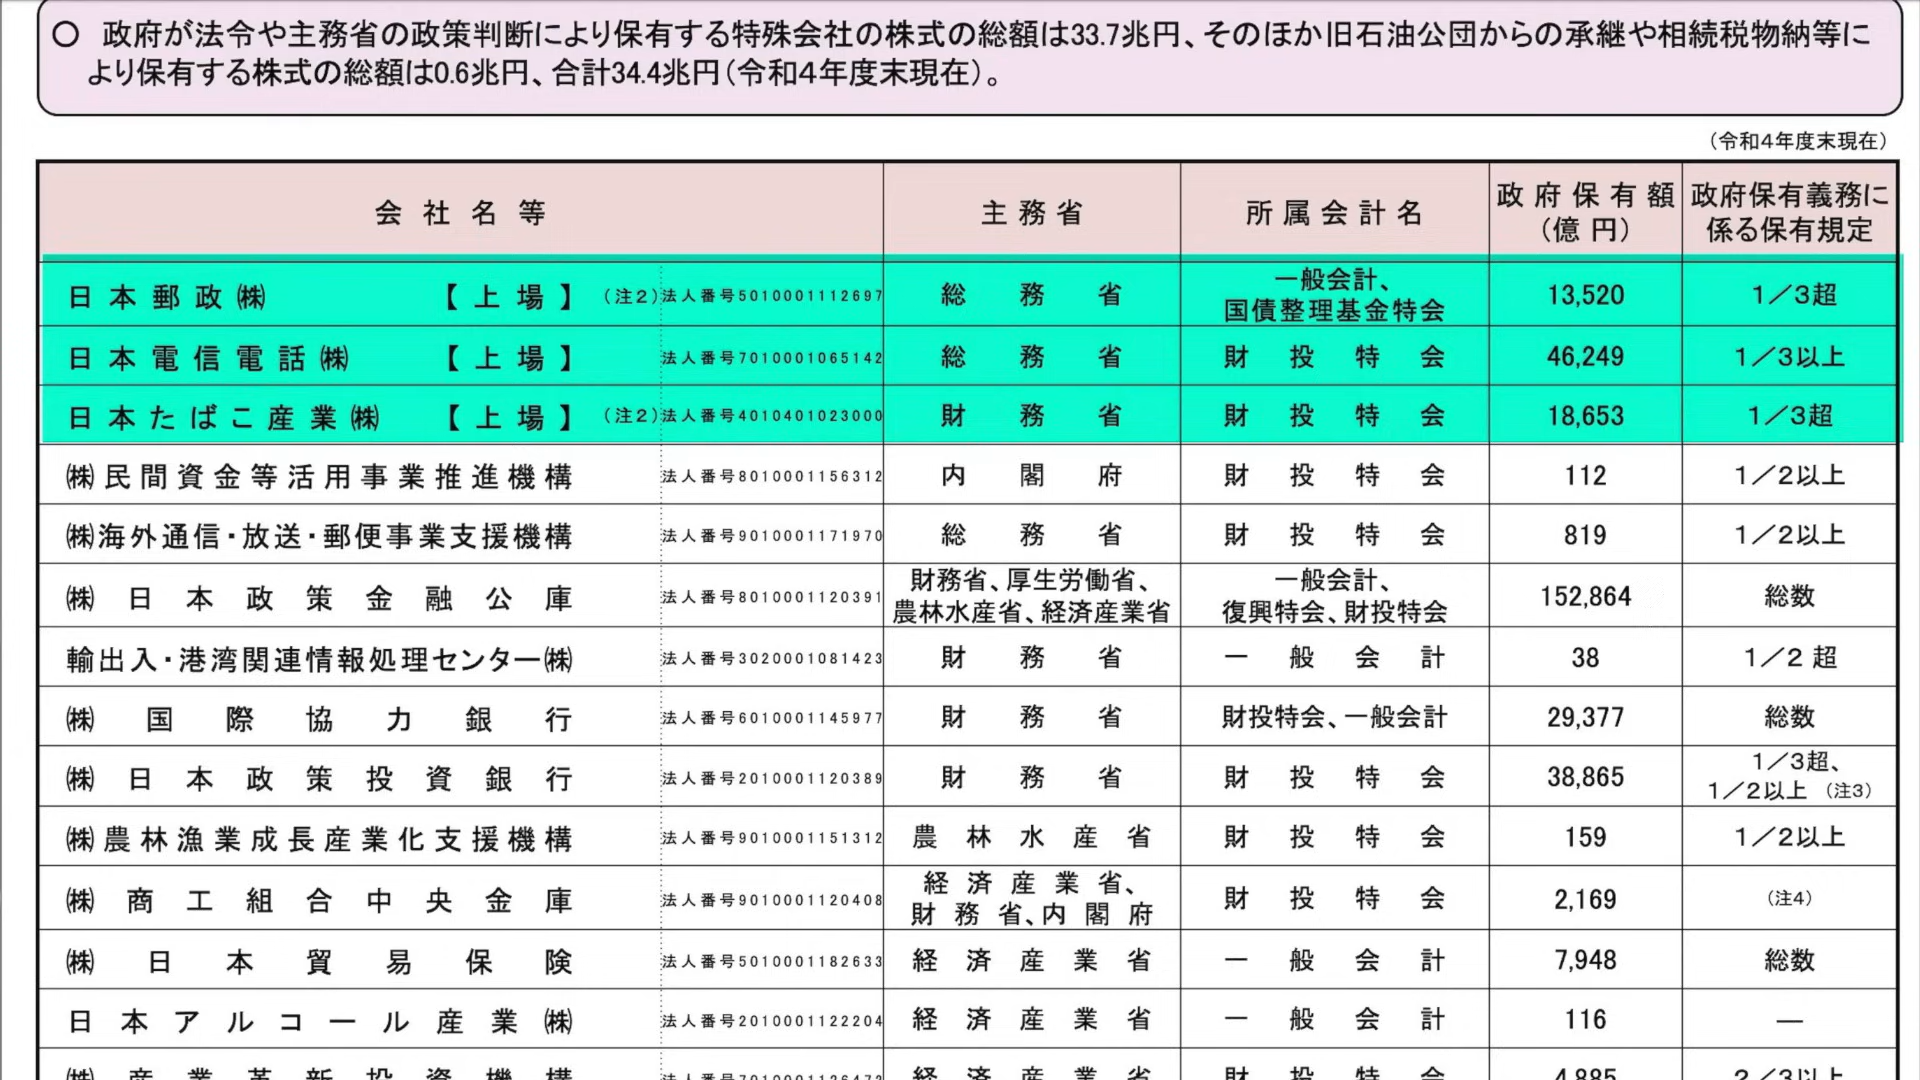 ○ 政府が法令や主務省の政策判断により保有する特殊会社の株式の総額は33.7兆円、そのほか旧石油公団からの承継や相続税物納等に
より保有する株式の総額は0.6兆円、合計34.4兆円（令和４年度末現在）。
（令和４年度末現在）
会社名等 主務省 所属会計名 政府保有額（億円） 政府保有義務に係る保有規定
日本郵政㈱ 【上場】 （注２） 法人番号5010001112697 総務省 一般会計、国債整理基金特会 13,520 １／３超
日本電信電話㈱ 【上場】 法人番号7010001065142 総務省 財投特会 46,249 １／３以上
日本たばこ産業㈱ 【上場】 （注２） 法人番号4010401023000 財務省 財投特会 18,653 １／３超
㈱民間資金等活用事業推進機構 法人番号8010001156312 内閣府 財投特会 112 １／２以上
㈱海外通信・放送・郵便事業支援機構 法人番号9010001171970 総務省 財投特会 819 １／２以上
㈱日本政策金融公庫 法人番号8010001120391 財務省、厚生労働省、農林水産省、経済産業省 一般会計、復興特会、財投特会 152,864 総数
輸出入・港湾関連情報処理センター㈱ 法人番号3020001081423 財務省 一般会計 38 １／２ 超
㈱国際協力銀行 法人番号6010001145977 財務省 財投特会、一般会計 29,377 総数
㈱日本政策投資銀行 法人番号2010001120389 財務省 財投特会 38,865 １／３超、１／２以上 （注３）
㈱農林漁業成長産業化支援機構 法人番号9010001151312 農林水産省 財投特会 159 １／２以上
㈱商工組合中央金庫 法人番号9010001120408 経済産業省、財務省、内閣府 財投特会 2,169 （注４）
㈱日本貿易保険 法人番号5010001182633 経済産業省 一般会計 7,948 総数
日本アルコール産業㈱ 法人番号2010001122204 経済産業省 一般会計 116 ―
㈱産業革新投資機構 経済産業省 財投特会 4,885 ２／３以上